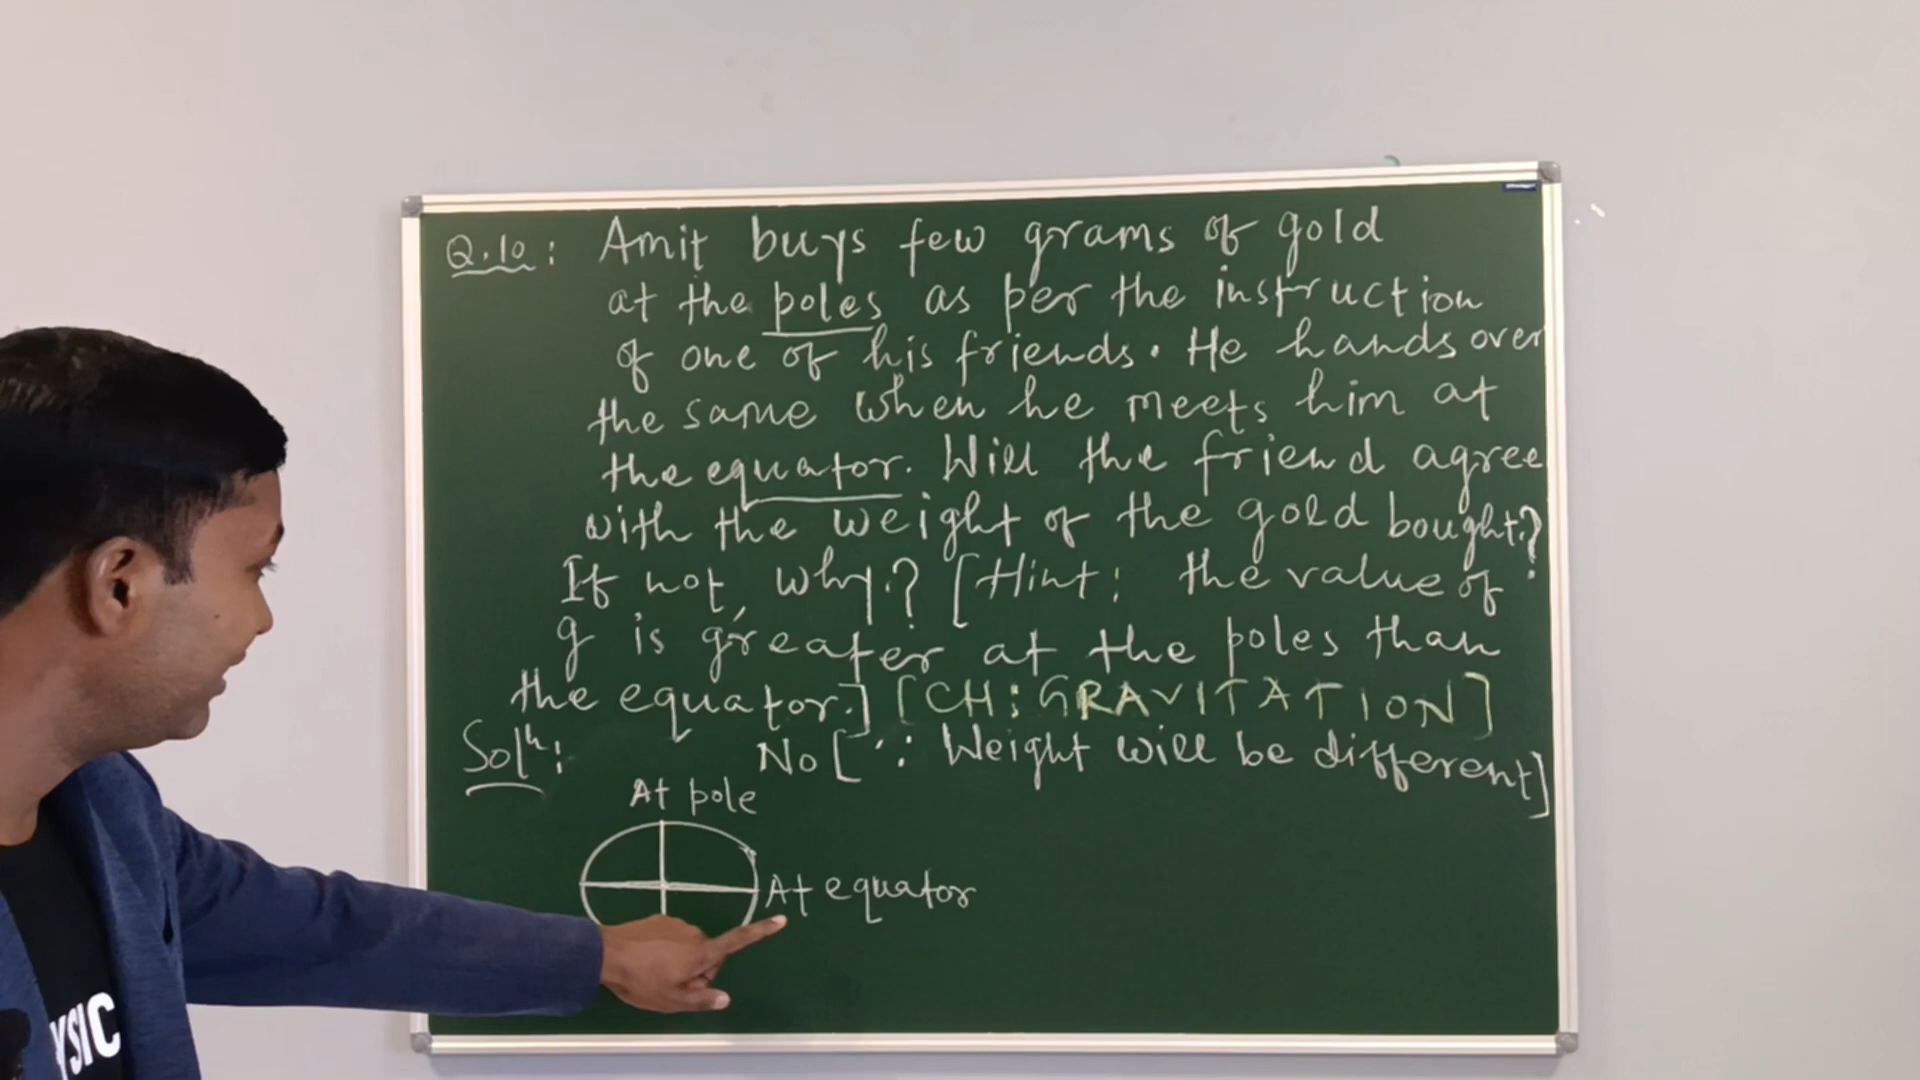 Q.10: Amit buys few grams of gold
at the poles as per the instruction
of one of his friends. He hands over
the same when he meets him at
the equator. Will the friend agree
with the weight of the gold bought?
If not, why? [Hint: the value of
g is greater at the poles than
the equator.] [CH: GRAVITATION]
Solⁿ: No [∵ Weight will be different]
At pole
At equator
YSIC